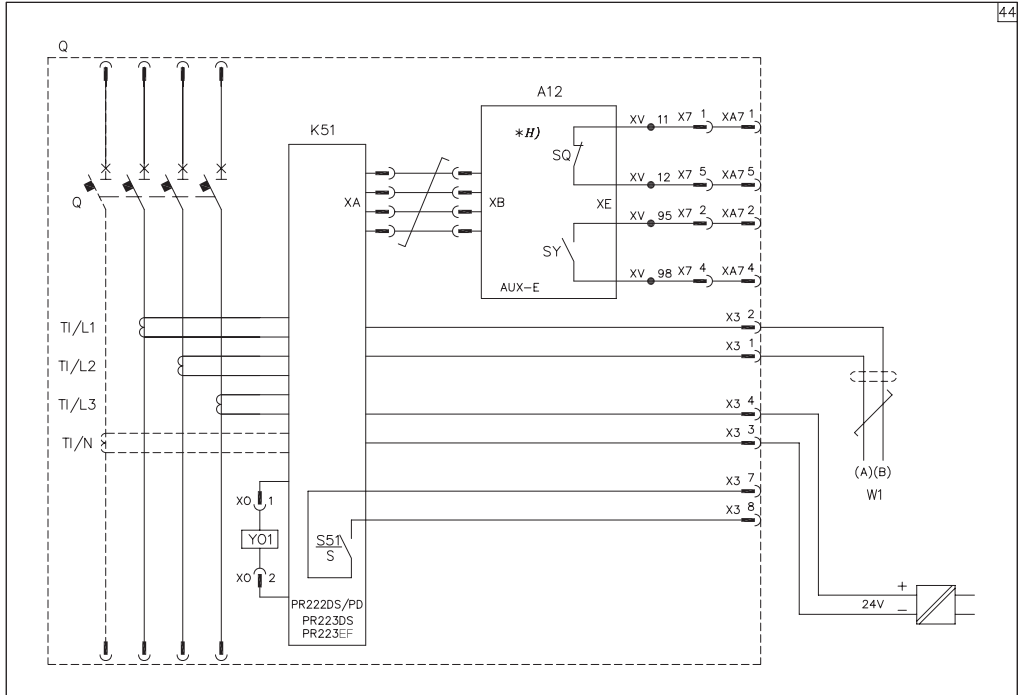 44
Q
A12
K51
*H)
XV 11 X7 1 XA7 1
SQ
XV 12 X7 5 XA7 5
XA
XB
XE
Q
XV 95 X7 2 XA7 2
SY
XV 98 X7 4 XA7 4
AUX-E
X3 2
TI/L1
X3 1
TI/L2
TI/L3
X3 4
X3 3
TI/N
(A)(B)
W1
X3 7
XO 1
X3 8
YO1
S51
S
XO 2
+
24V
-
PR222DS/PD
PR223DS
PR223EF